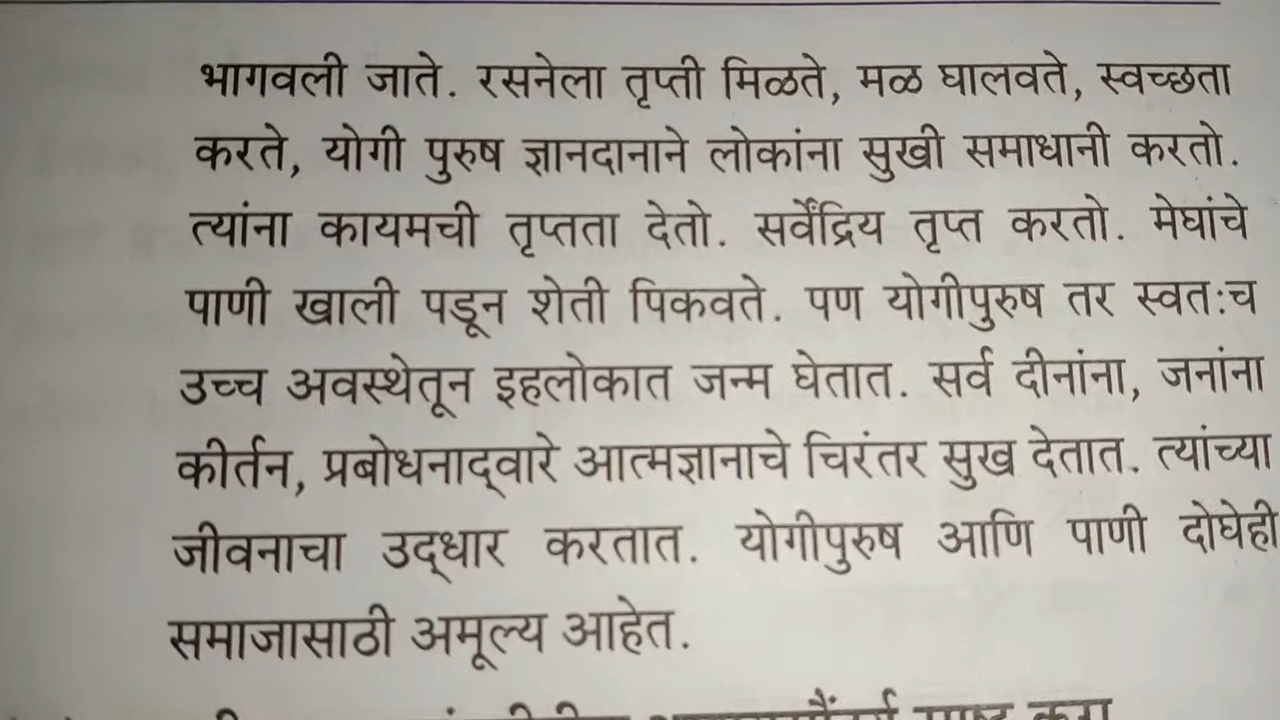 भागवली जाते. रसनेला तृप्ती मिळते, मळ घालवते, स्वच्छता
करते, योगी पुरुष ज्ञानदानाने लोकांना सुखी समाधानी करतो.
त्यांना कायमची तृप्तता देतो. सर्वेंद्रिय तृप्त करतो. मेघांचे
पाणी खाली पडून शेती पिकवते. पण योगीपुरुष तर स्वतःच
उच्च अवस्थेतून इहलोकात जन्म घेतात. सर्व दीनांना, जनांना
कीर्तन, प्रबोधनाद्‌वारे आत्मज्ञानाचे चिरंतर सुख देतात. त्यांच्या
जीवनाचा उद्‌धार करतात. योगीपुरुष आणि पाणी दोघेही
समाजासाठी अमूल्य आहेत.